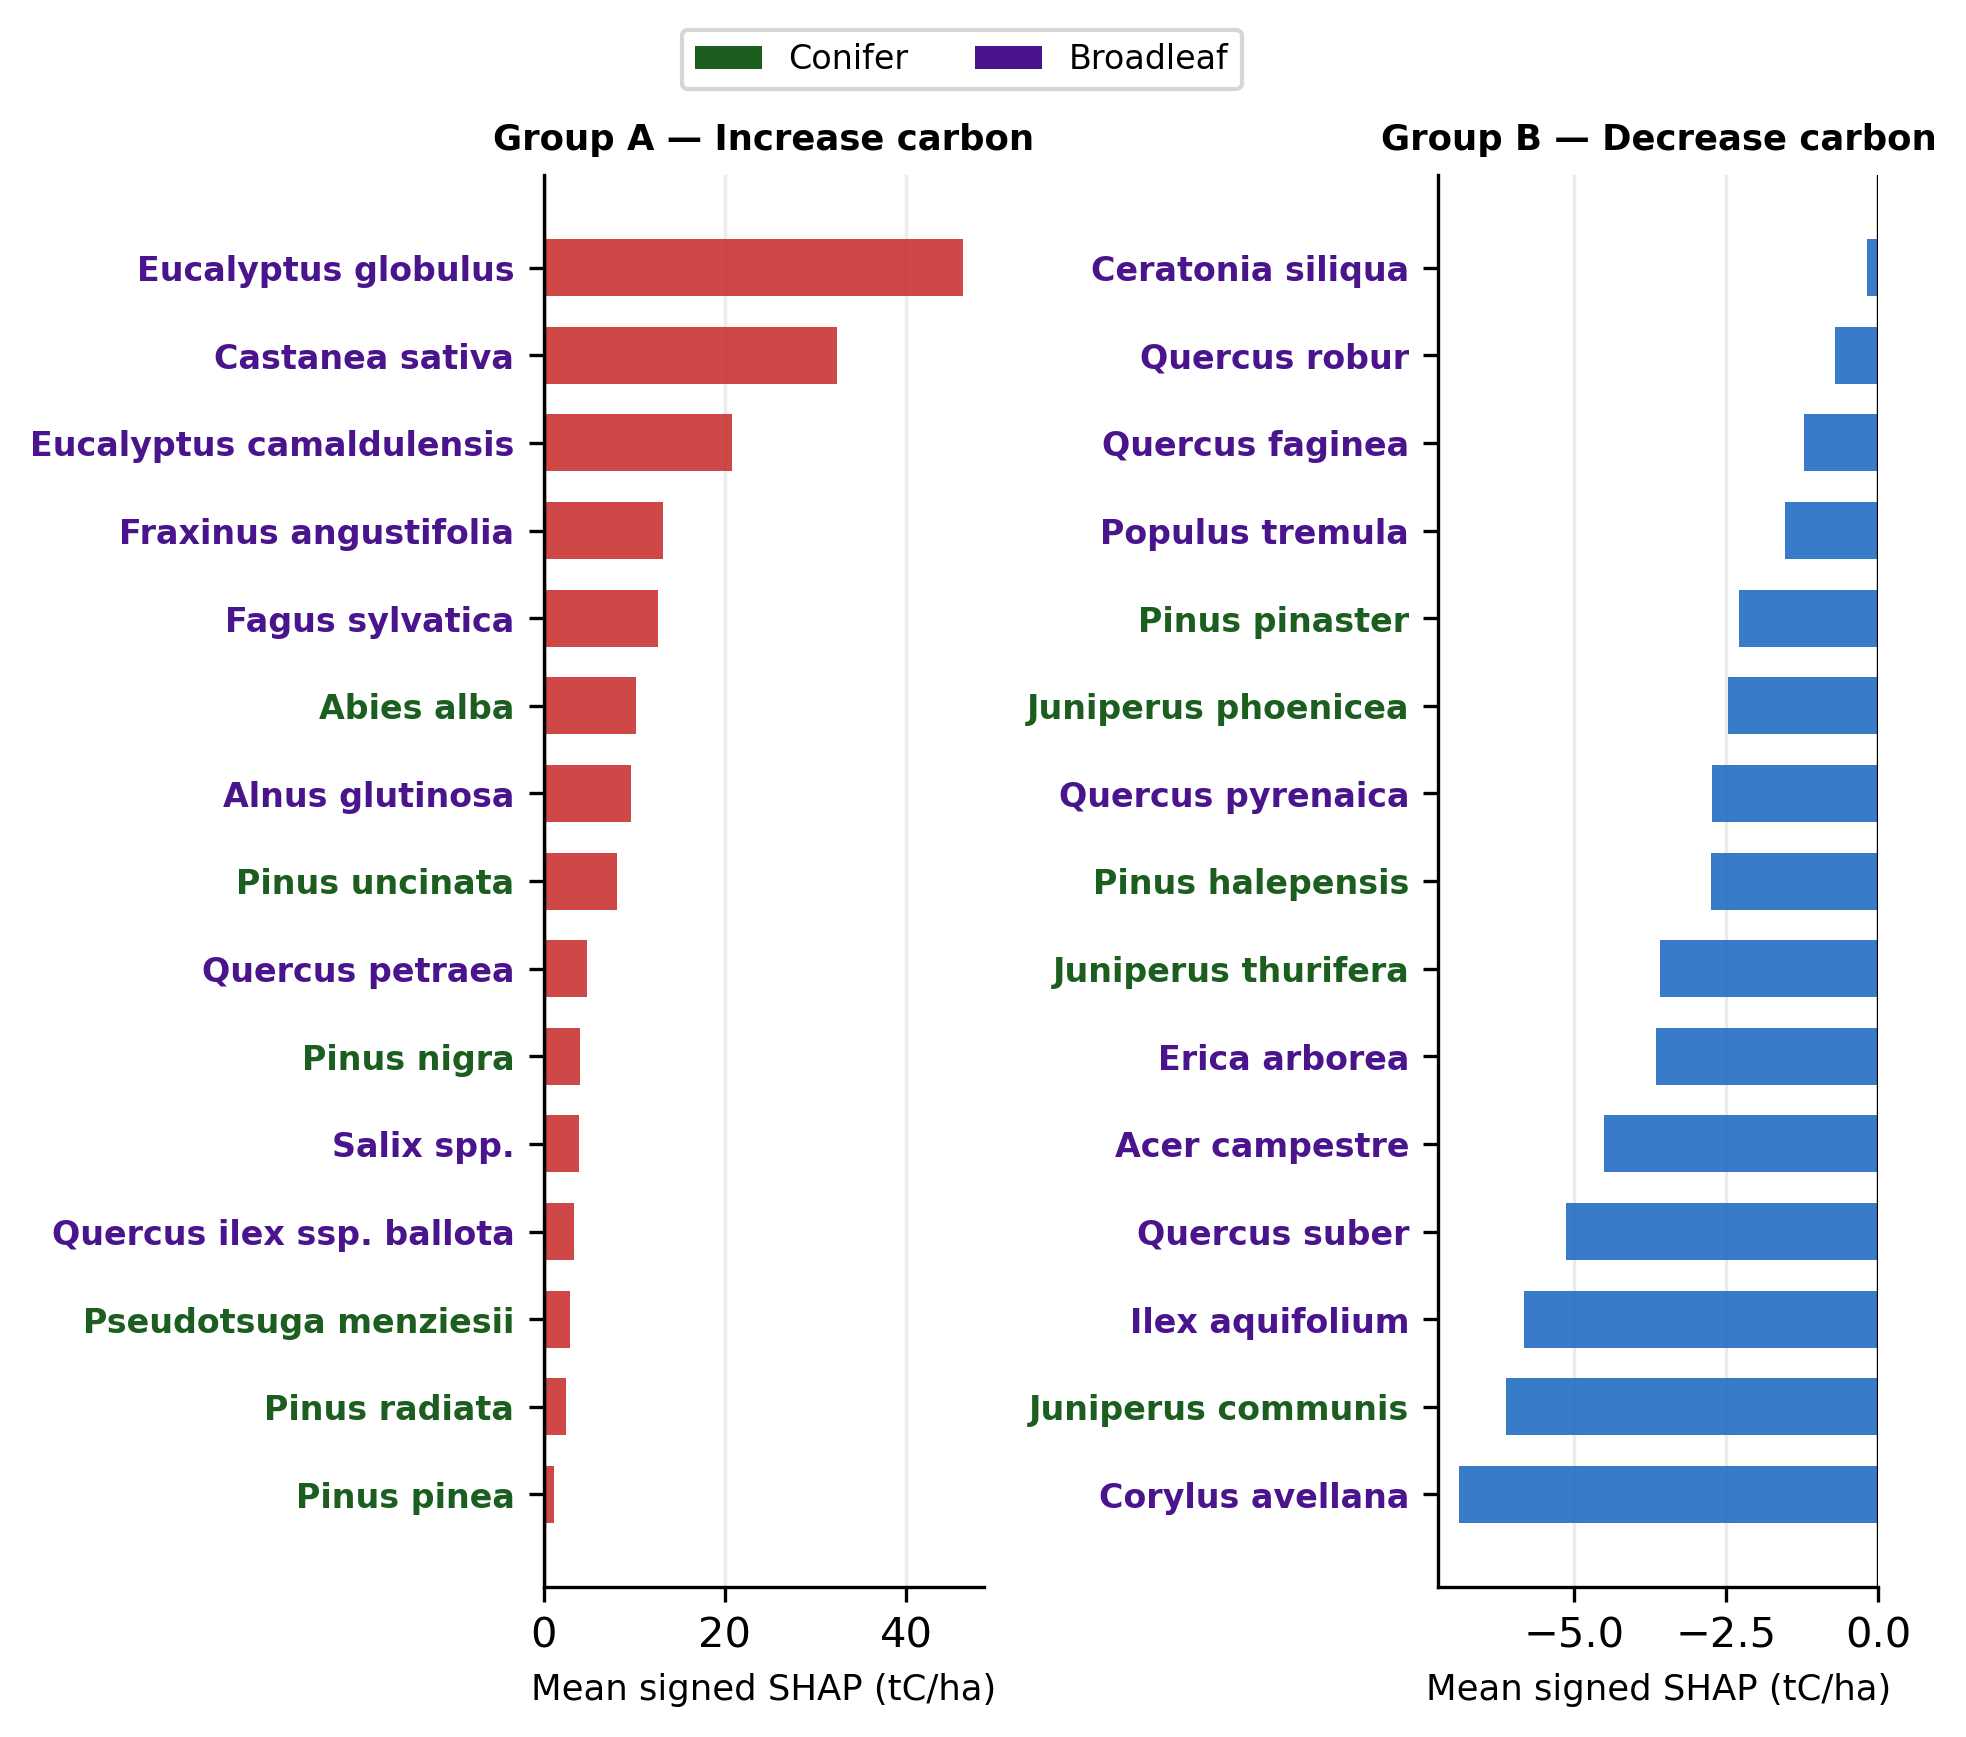 Conifer
Broadleaf
Group A — Increase carbon
Eucalyptus globulus
Castanea sativa
Eucalyptus camaldulensis
Fraxinus angustifolia
Fagus sylvatica
Abies alba
Alnus glutinosa
Pinus uncinata
Quercus petraea
Pinus nigra
Salix spp.
Quercus ilex ssp. ballota
Pseudotsuga menziesii
Pinus radiata
Pinus pinea
0 20 40
Mean signed SHAP (tC/ha)
Group B — Decrease carbon
Ceratonia siliqua
Quercus robur
Quercus faginea
Populus tremula
Pinus pinaster
Juniperus phoenicea
Quercus pyrenaica
Pinus halepensis
Juniperus thurifera
Erica arborea
Acer campestre
Quercus suber
Ilex aquifolium
Juniperus communis
Corylus avellana
−5.0 −2.5 0.0
Mean signed SHAP (tC/ha)